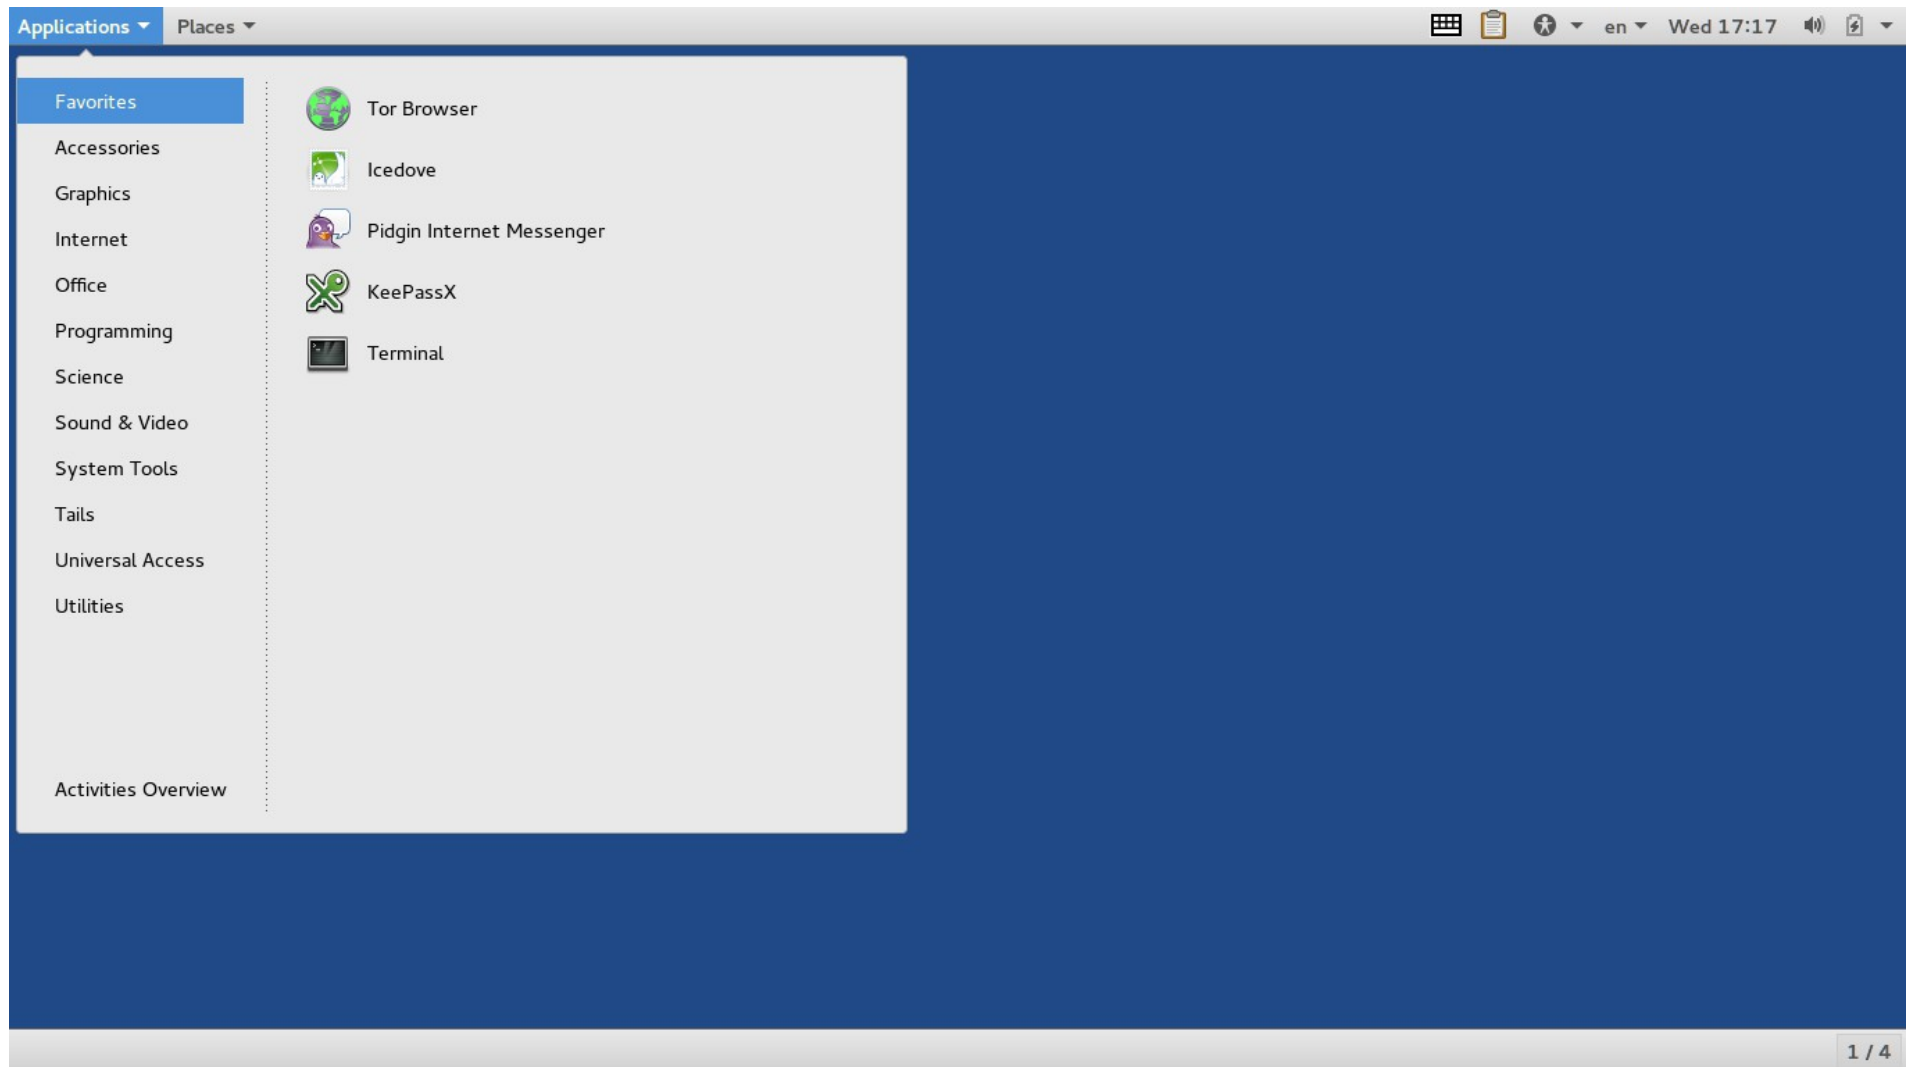 Applications Places en Wed 17:17
Favorites
Accessories
Graphics
Internet
Office
Programming
Science
Sound & Video
System Tools
Tails
Universal Access
Utilities
Activities Overview
Tor Browser
Icedove
Pidgin Internet Messenger
KeePassX
Terminal
1 / 4